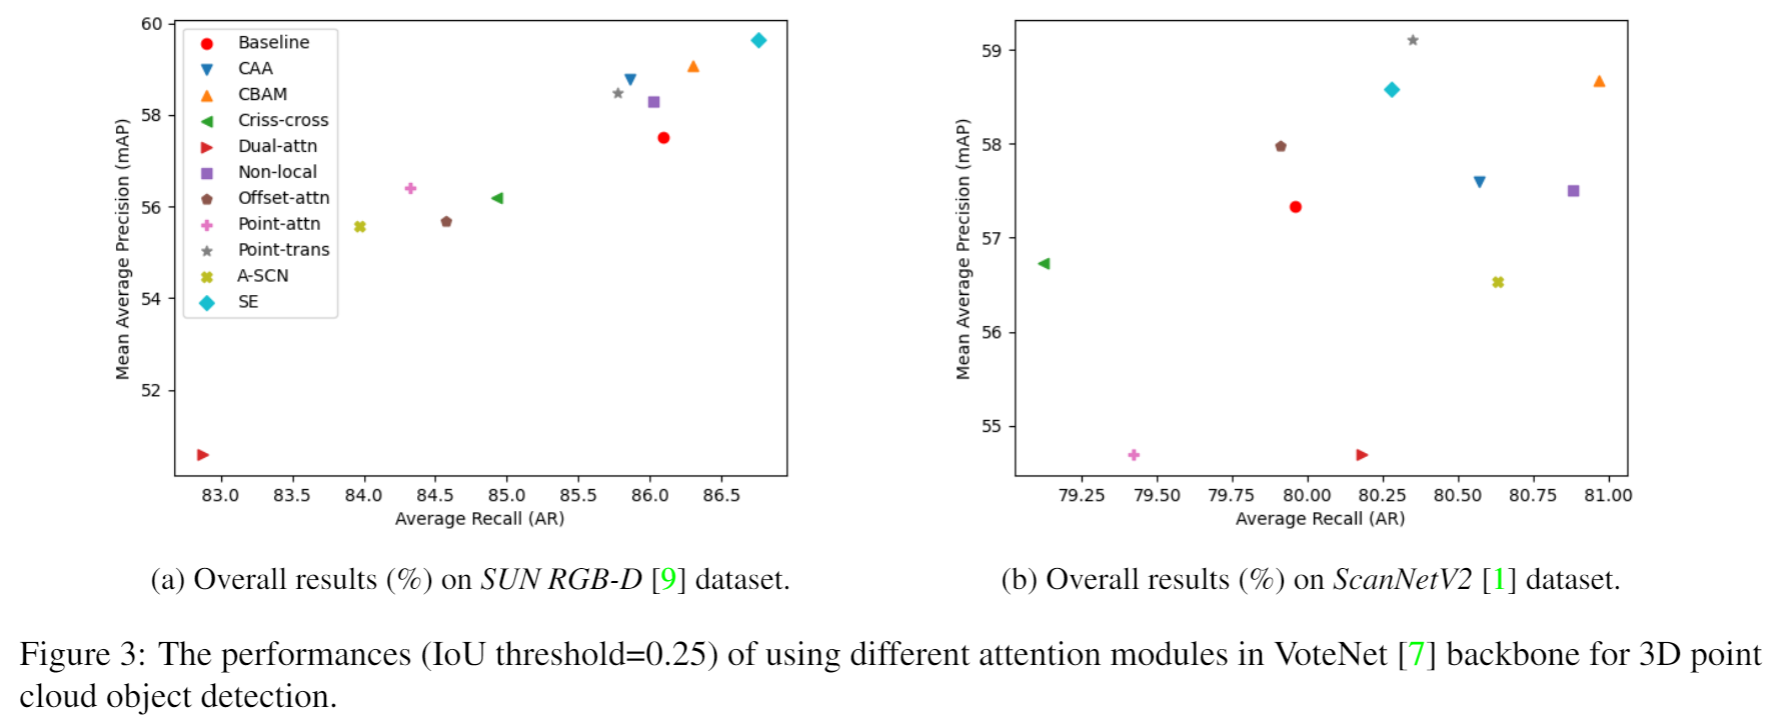 60
58
56
54
52
Mean Average Precision (mAP)
Baseline
CAA
CBAM
Criss-cross
Dual-attn
Non-local
Offset-attn
Point-attn
Point-trans
A-SCN
SE
83.0 83.5 84.0 84.5 85.0 85.5 86.0 86.5
Average Recall (AR)
(a) Overall results (%) on SUN RGB-D [9] dataset.
59
58
57
56
55
Mean Average Precision (mAP)
79.25 79.50 79.75 80.00 80.25 80.50 80.75 81.00
Average Recall (AR)
(b) Overall results (%) on ScanNetV2 [1] dataset.
Figure 3: The performances (IoU threshold=0.25) of using different attention modules in VoteNet [7] backbone for 3D point
cloud object detection.